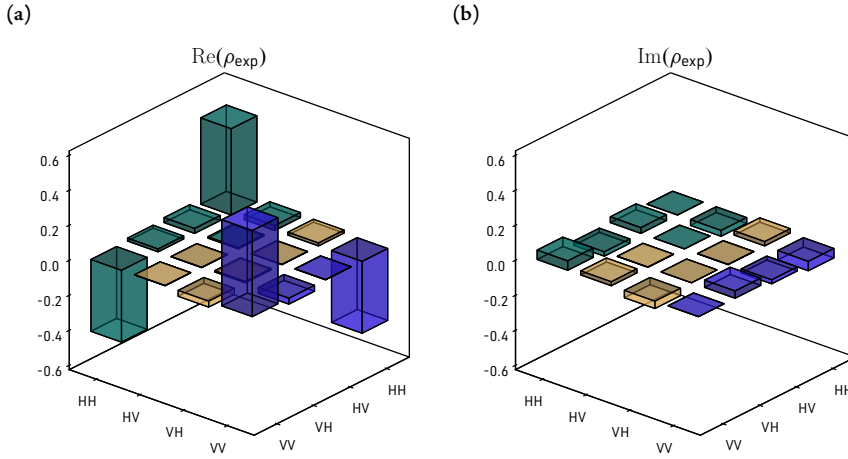 (a)
Re(ρexp)
0.6
0.4
0.2
0.0
-0.2
-0.4
-0.6
HH
HV
VH
VV
VV
VH
HV
HH
(b)
Im(ρexp)
0.6
0.4
0.2
0.0
-0.2
-0.4
-0.6
HH
HV
VH
VV
VV
VH
HV
HH